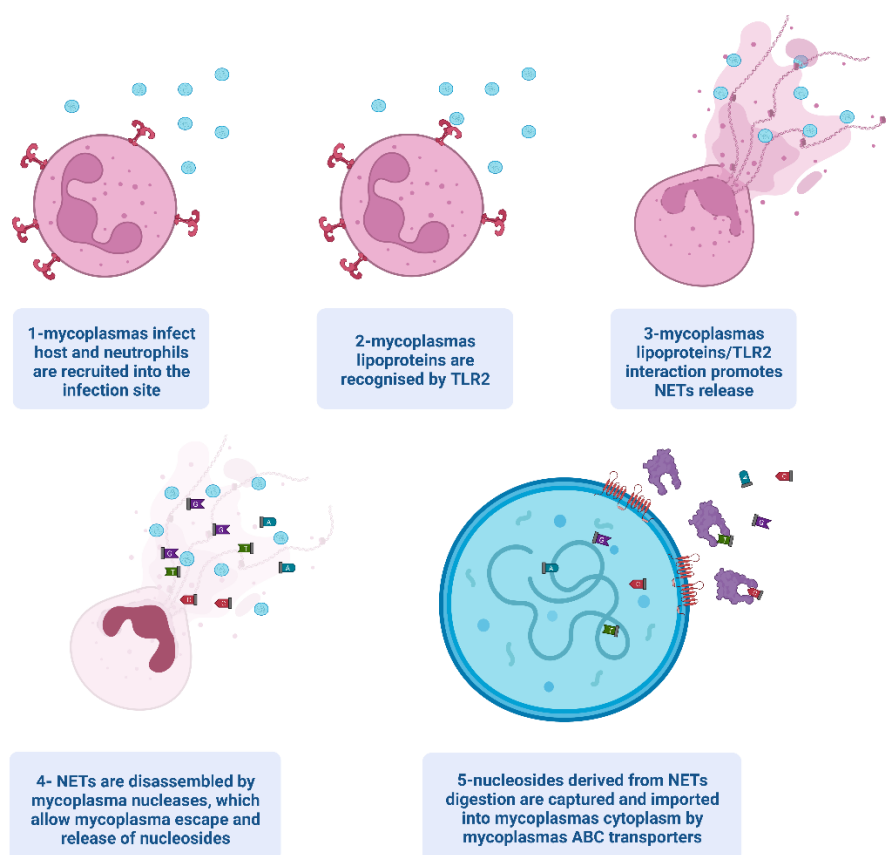 1-mycoplasmas infect
host and neutrophils
are recruited into the
infection site
2-mycoplasmas
lipoproteins are
recognised by TLR2
3-mycoplasmas
lipoproteins/TLR2
interaction promotes
NETs release
G
A
G
T
G
T
A
C
A
C
G
G
A
C
T
T
4- NETs are disassembled by
mycoplasma nucleases, which
allow mycoplasma escape and
release of nucleosides
5-nucleosides derived from NETs
digestion are captured and imported
into mycoplasmas cytoplasm by
mycoplasmas ABC transporters